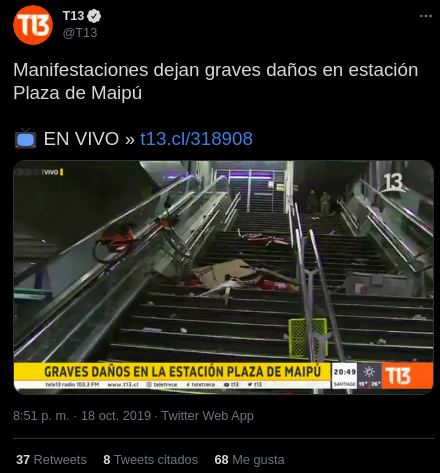 T13
@T13
Manifestaciones dejan graves daños en estación
Plaza de Maipú
EN VIVO » t13.cl/318908
VIVO
13
GRAVES DAÑOS EN LA ESTACIÓN PLAZA DE MAIPÚ
20:49
SANTIAGO 19° 26°
T13
tele13 radio 103.3 FM www.t13.cl teletrece teletrece t13 t13
8:51 p. m. · 18 oct. 2019 · Twitter Web App
37 Retweets 8 Tweets citados 68 Me gusta